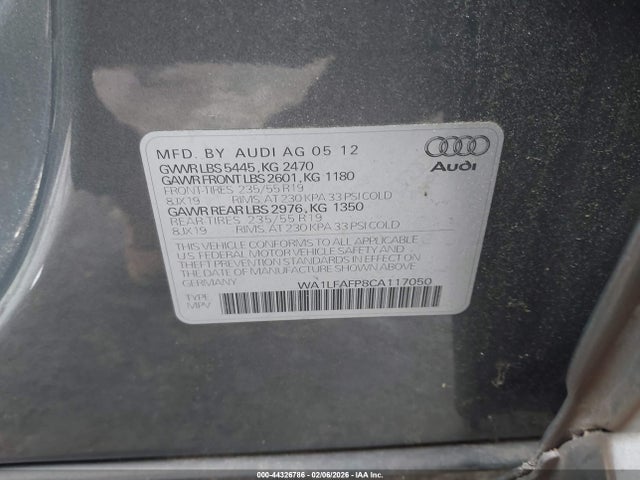 MFD. BY AUDI AG 05 12
GVWR LBS 5445, KG 2470
GAWR FRONT LBS 2601, KG 1180
FRONT-TIRES 235/55 R19
8JX19 RIMS, AT 230 KPA 33 PSI COLD
GAWR REAR LBS 2976, KG 1350
REAR-TIRES 235/55 R19
8JX19 RIMS, AT 230 KPA 33 PSI COLD
THIS VEHICLE CONFORMS TO ALL APPLICABLE
U.S FEDERAL MOTOR VEHICLE SAFETY AND
THEFT PREVENTION STANDARDS IN EFFECT ON
THE DATE OF MANUFACTURE SHOWN ABOVE.
GERMANY
WA1LFAFP8CA117050
TYPE:
MPV
Audi
000-44326786 - 02/06/2026 - IAA Inc. Copyright